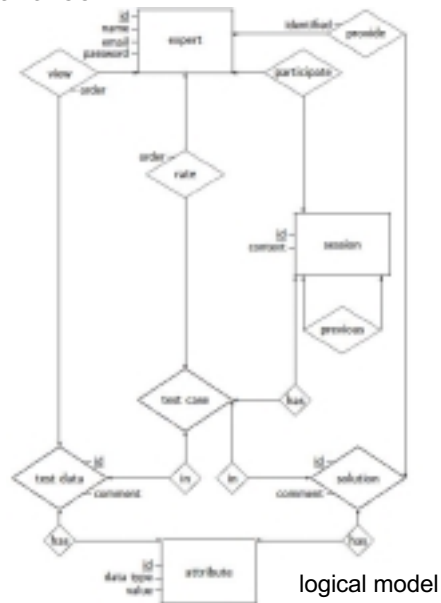 id
name
email
password
expert
identified
provide
view
order
participate
order
rate
id
content
session
previous
test case
has
id
test data
comment
in
in
id
solution
comment
has
has
id
data type
value
attribute
logical model